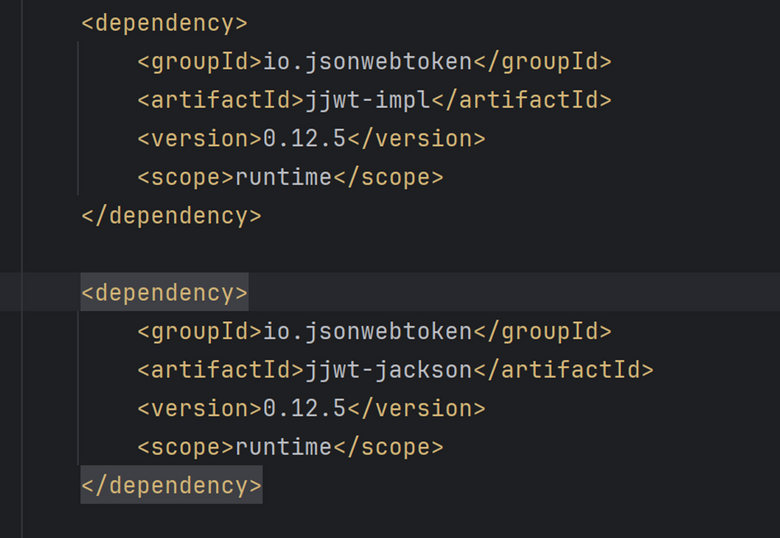 <dependency>
<groupId>io.jsonwebtoken</groupId>
<artifactId>jjwt-impl</artifactId>
<version>0.12.5</version>
<scope>runtime</scope>
</dependency>
<dependency>
<groupId>io.jsonwebtoken</groupId>
<artifactId>jjwt-jackson</artifactId>
<version>0.12.5</version>
<scope>runtime</scope>
</dependency>